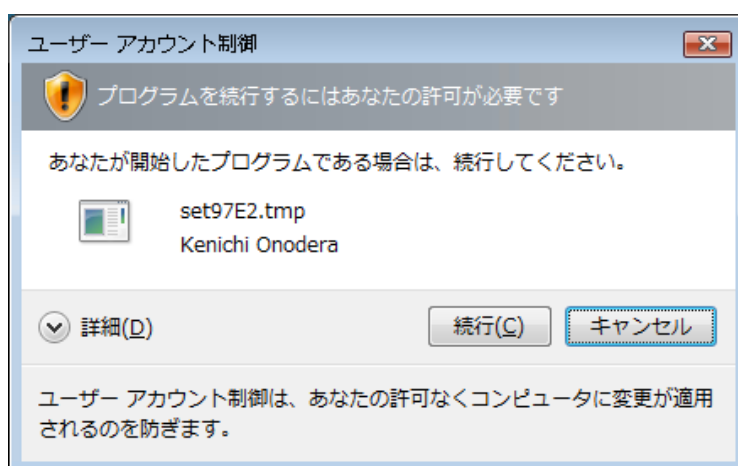 ユーザー アカウント制御
プログラムを続行するにはあなたの許可が必要です
あなたが開始したプログラムである場合は、続行してください。
set97E2.tmp
Kenichi Onodera
詳細(D)
続行(C)
キャンセル
ユーザー アカウント制御は、あなたの許可なくコンピュータに変更が適用
されるのを防ぎます。